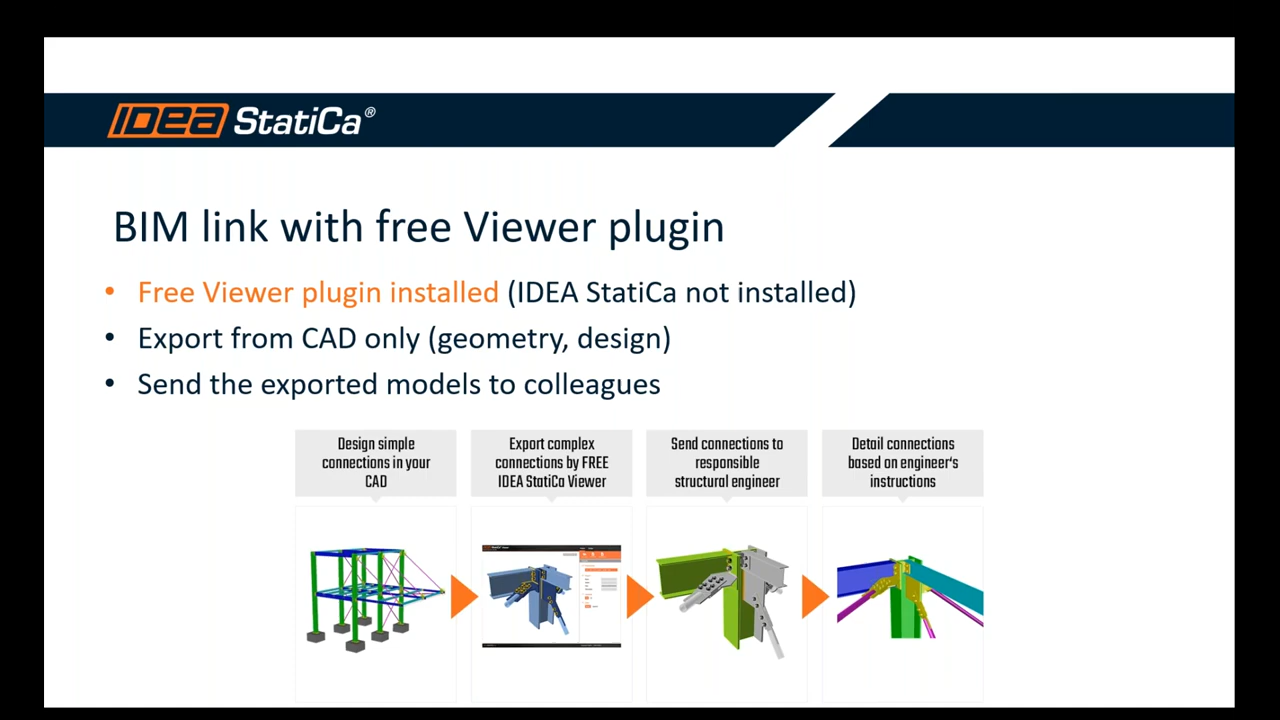 IDEA StatiCa®
BIM link with free Viewer plugin
• Free Viewer plugin installed (IDEA StatiCa not installed)
• Export from CAD only (geometry, design)
• Send the exported models to colleagues
Design simple
connections in your
CAD
Export complex
connections by FREE
IDEA StatiCa Viewer
Send connections to
responsible
structural engineer
Detail connections
based on engineer's
instructions